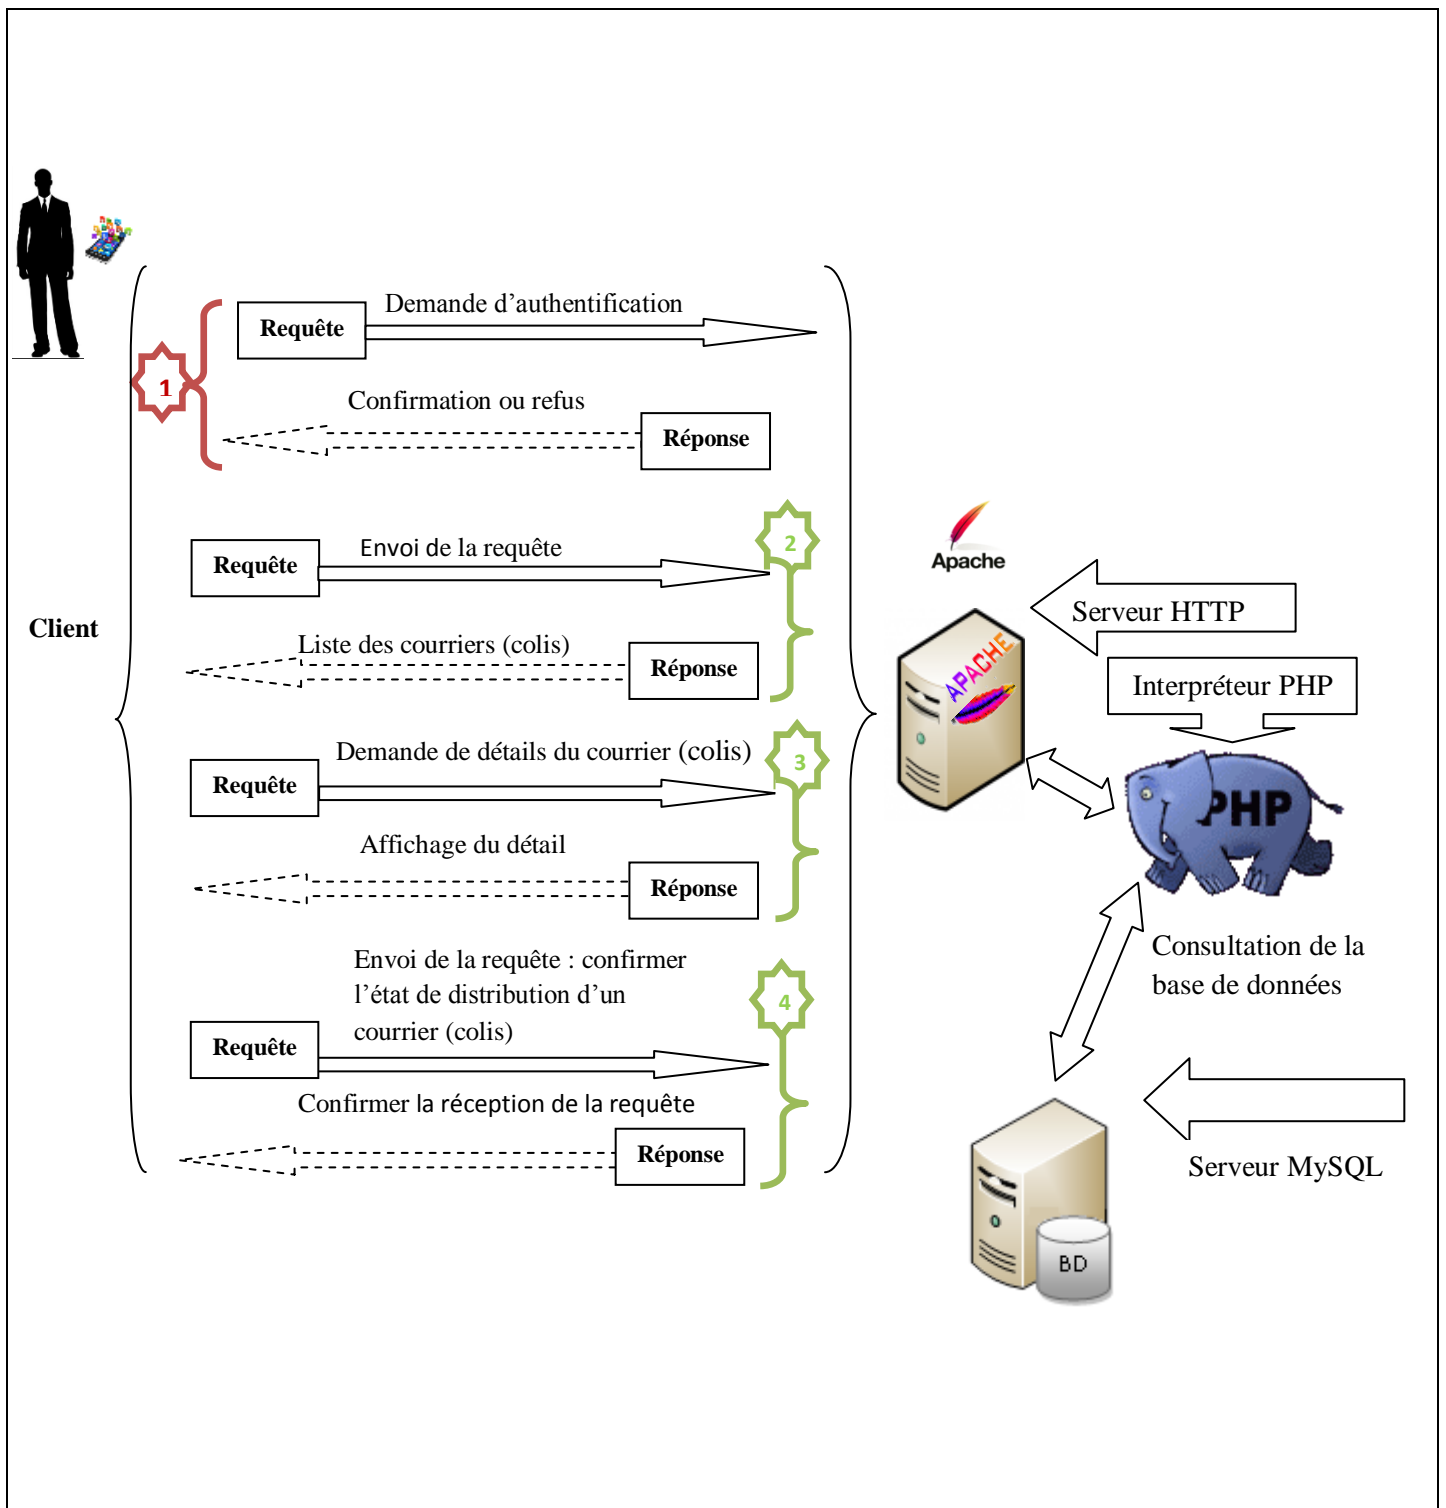 Demande d'authentification
Requête
1
Confirmation ou refus
Réponse
2
Envoi de la requête
Requête
Liste des courriers (colis)
Réponse
Client
3
Demande de détails du courrier (colis)
Requête
Affichage du détail
Réponse
Envoi de la requête : confirmer
l'état de distribution d'un
courrier (colis)
4
Requête
Confirmer la réception de la requête
Réponse
Apache
Serveur HTTP
APACHE
Interpréteur PHP
PHP
Consultation de la
base de données
Serveur MySQL
BD